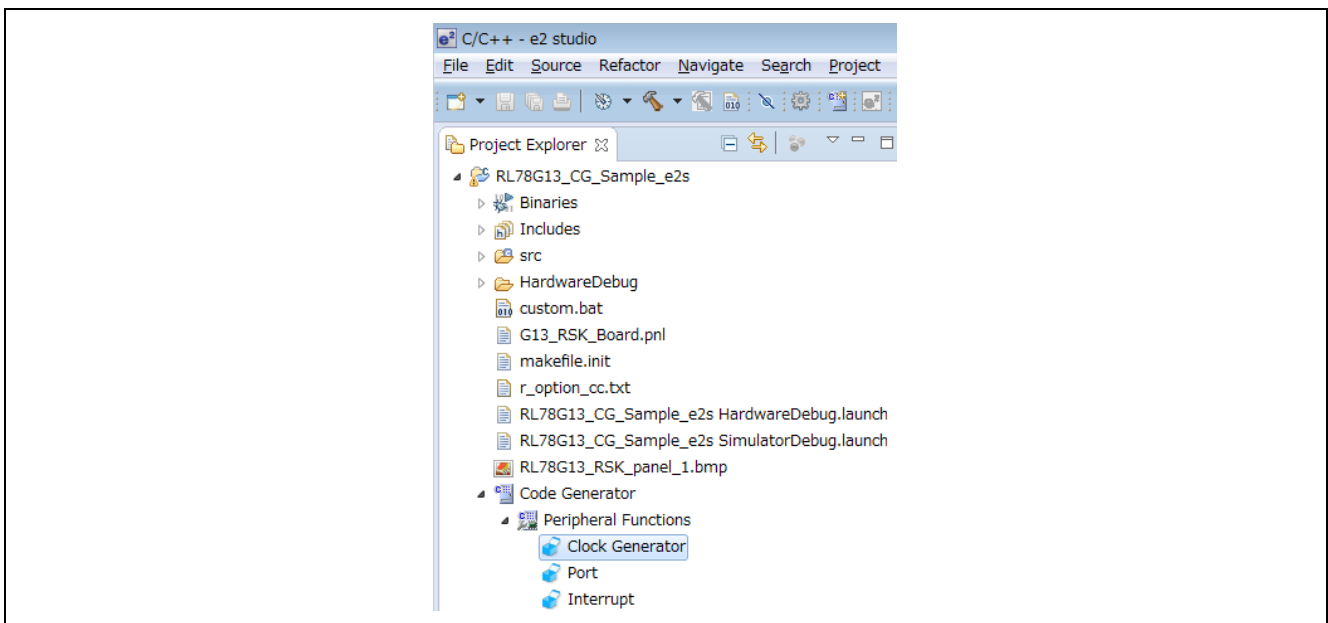 C/C++ - e2 studio
File Edit Source Refactor Navigate Search Project
Project Explorer
RL78G13_CG_Sample_e2s
Binaries
Includes
src
HardwareDebug
custom.bat
G13_RSK_Board.pnl
makefile.init
r_option_cc.txt
RL78G13_CG_Sample_e2s HardwareDebug.launch
RL78G13_CG_Sample_e2s SimulatorDebug.launch
RL78G13_RSK_panel_1.bmp
Code Generator
Peripheral Functions
Clock Generator
Port
Interrupt